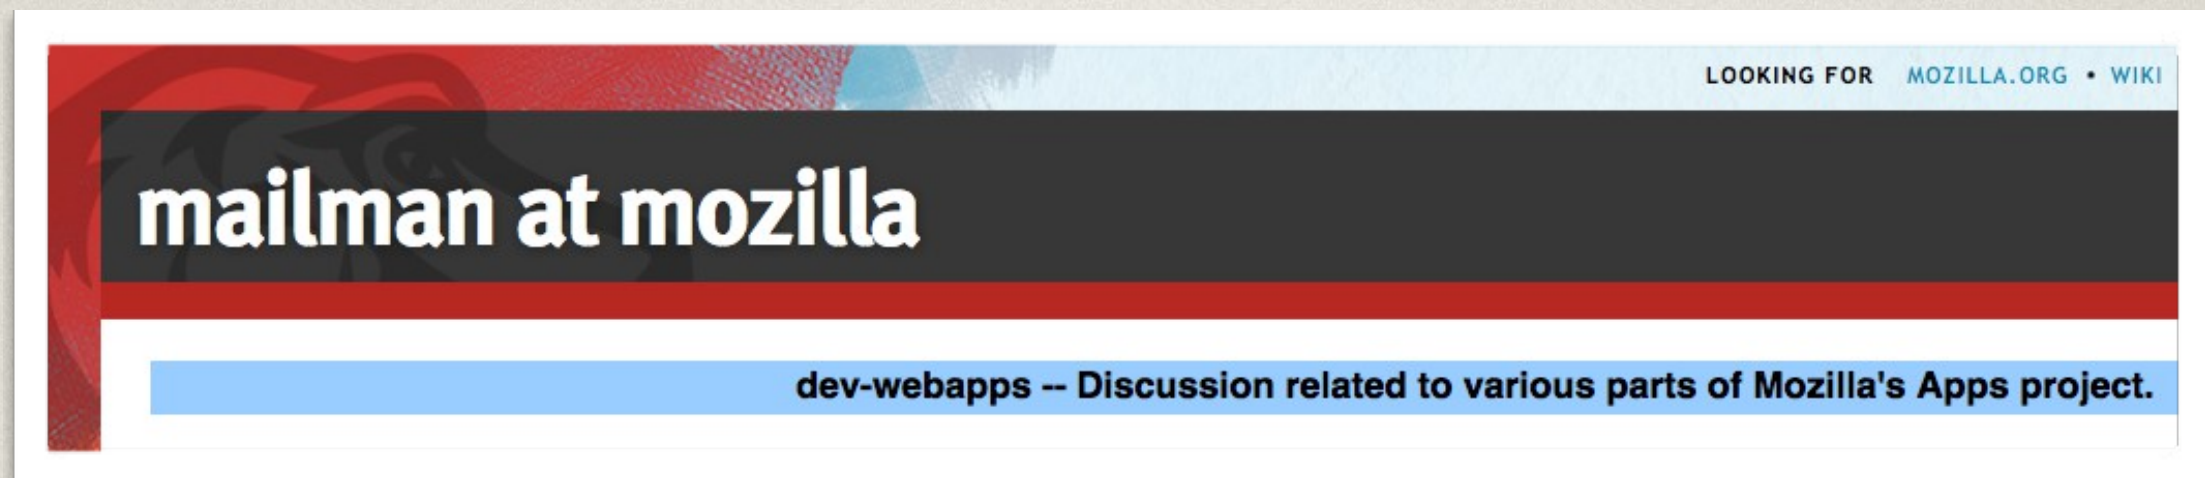 LOOKING FOR MOZILLA.ORG • WIKI
mailman at mozilla
dev-webapps -- Discussion related to various parts of Mozilla's Apps project.